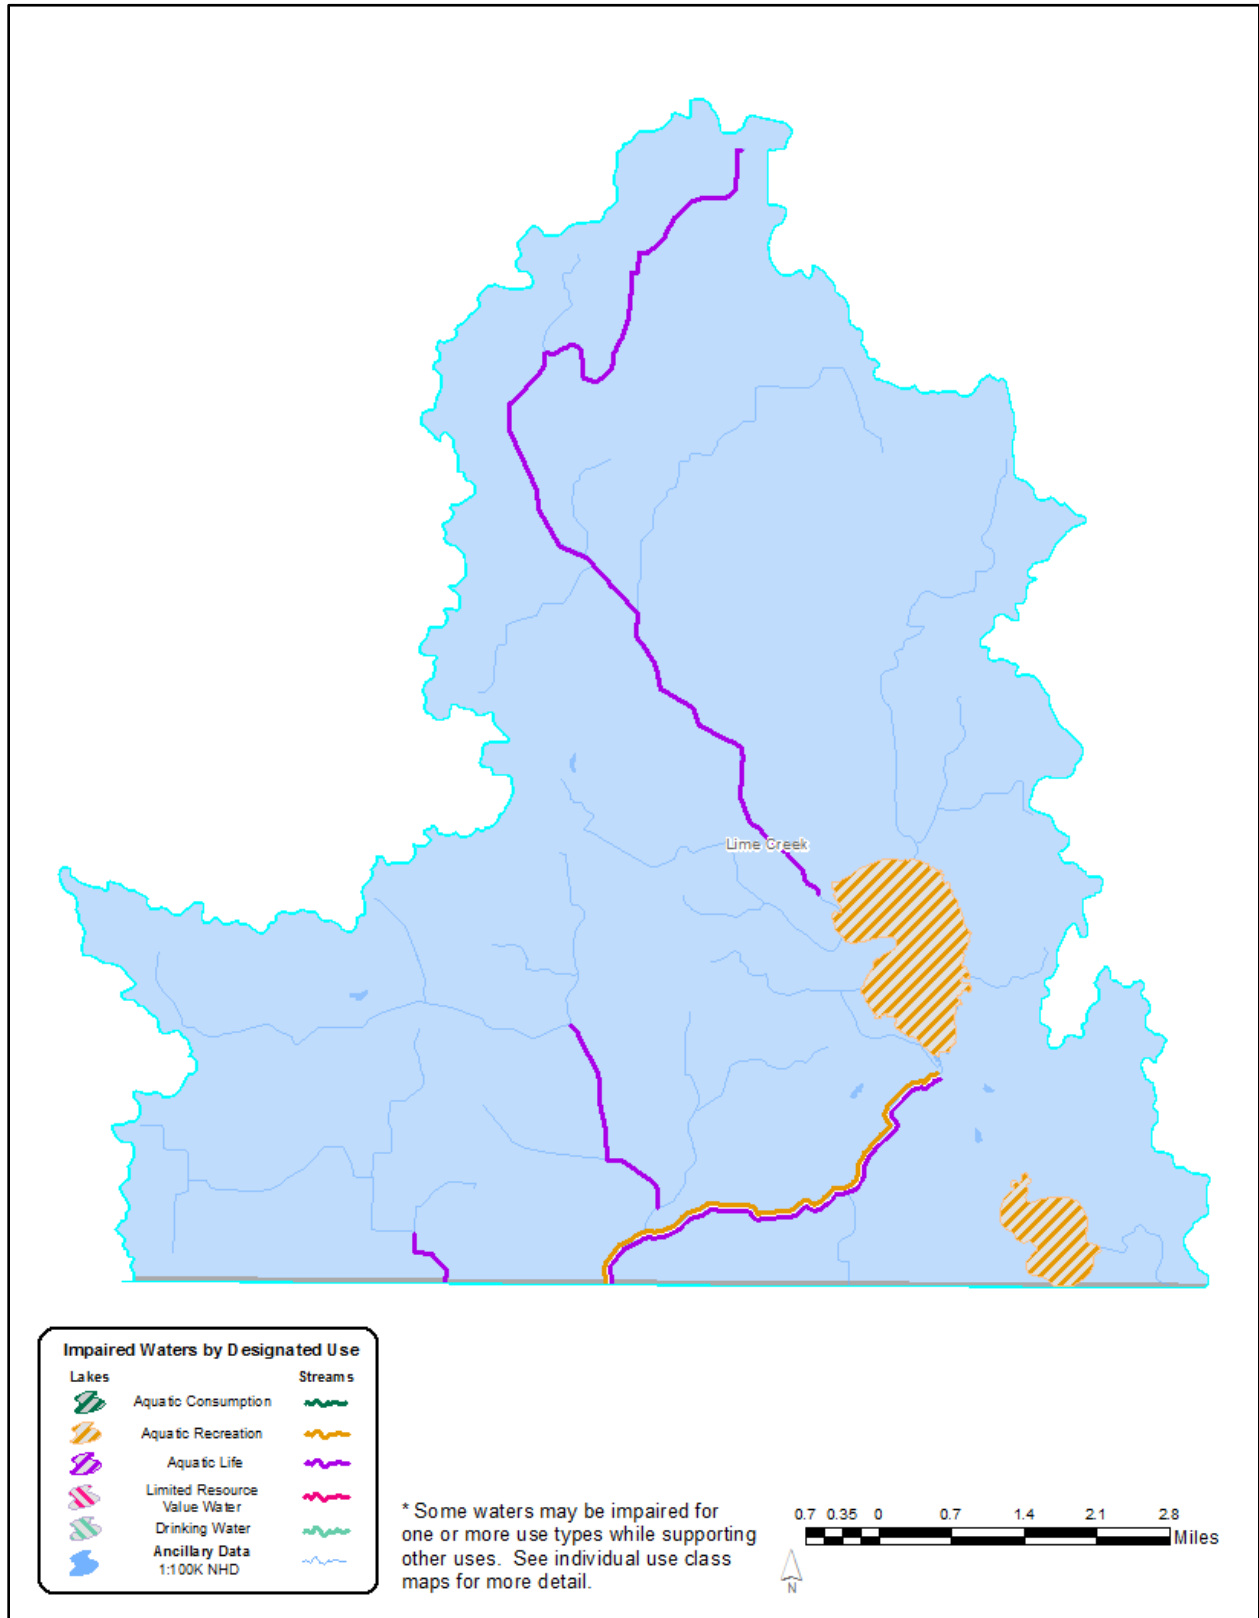 Lime Creek
Impaired Waters by Designated Use
Lakes Streams
Aquatic Consumption
Aquatic Recreation
Aquatic Life
Limited Resource
Value Water
Drinking Water
Ancillary Data
1:100K NHD
* Some waters may be impaired for
one or more use types while supporting
other uses. See individual use class
maps for more detail.
0.7 0.35 0 0.7 1.4 2.1 2.8
Miles
N